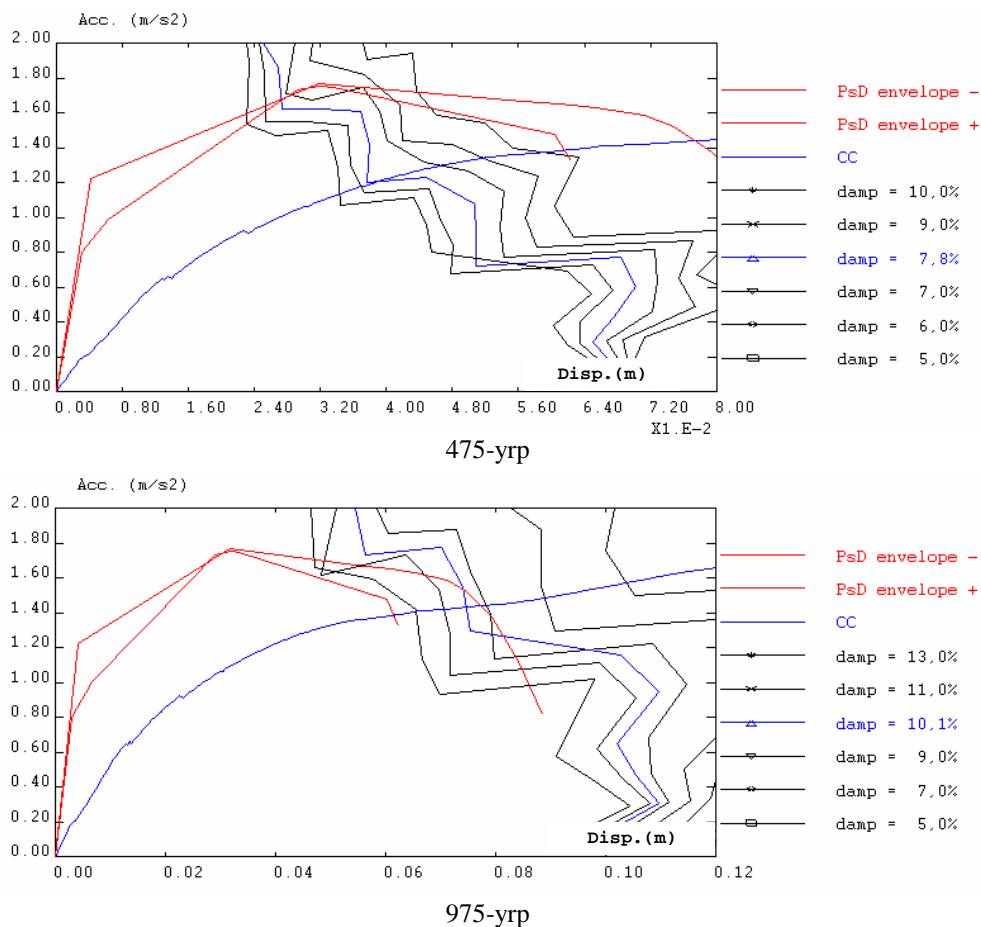 Acc. (m/s2)
2.00
1.80
1.60
1.40
1.20
1.00
0.80
0.60
0.40
0.20
0.00
0.00 0.80 1.60 2.40 3.20 4.00 4.80 5.60 6.40 7.20 8.00
X1.E-2
Disp.(m)
PsD envelope -
PsD envelope +
CC
damp = 10,0%
damp = 9,0%
damp = 7,8%
damp = 7,0%
damp = 6,0%
damp = 5,0%
475-yrp
Acc. (m/s2)
2.00
1.80
1.60
1.40
1.20
1.00
0.80
0.60
0.40
0.20
0.00
0.00 0.02 0.04 0.06 0.08 0.10 0.12
Disp.(m)
PsD envelope -
PsD envelope +
CC
damp = 13,0%
damp = 11,0%
damp = 10,1%
damp = 9,0%
damp = 7,0%
damp = 5,0%
975-yrp